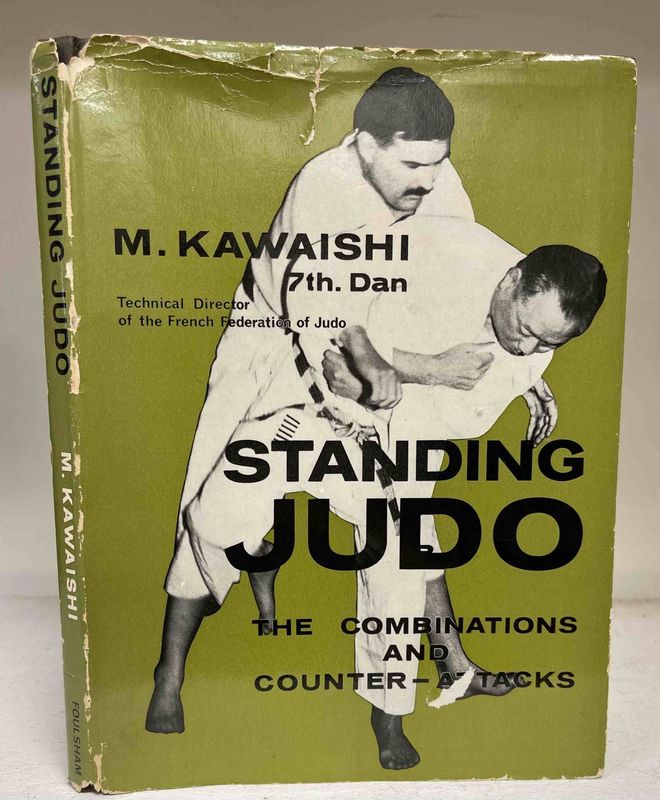 STANDING JUDO
M. KAWAISHI
FOULSHAM
M. KAWAISHI
7th. Dan
Technical Director
of the French Federation of Judo
STANDING
JUDO
THE COMBINATIONS
AND
COUNTER-ATTACKS